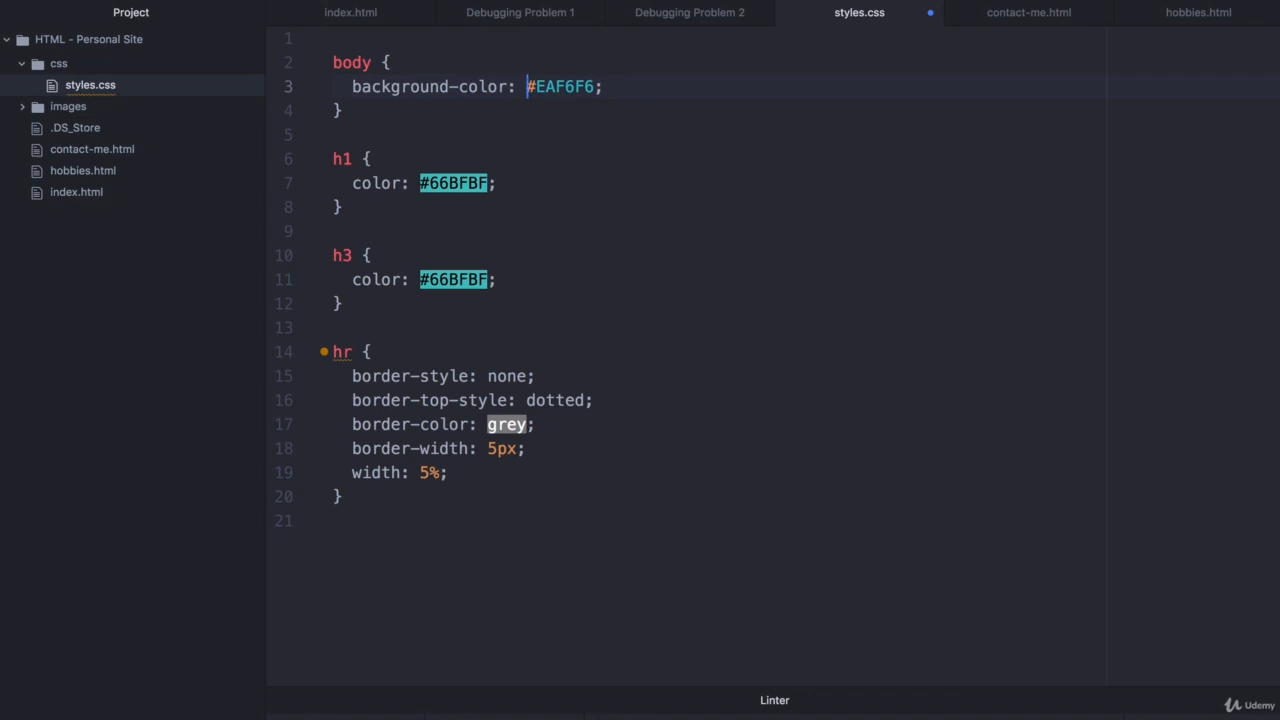 Project
index.html
Debugging Problem 1
Debugging Problem 2
styles.css
contact-me.html
hobbies.html
HTML - Personal Site
css
styles.css
images
.DS_Store
contact-me.html
hobbies.html
index.html
1
2 body {
3 background-color: #EAF6F6;
4 }
5
6 h1 {
7 color: #66BFBF;
8 }
9
10 h3 {
11 color: #66BFBF;
12 }
13
14 hr {
15 border-style: none;
16 border-top-style: dotted;
17 border-color: grey;
18 border-width: 5px;
19 width: 5%;
20 }
21
Linter
Udemy